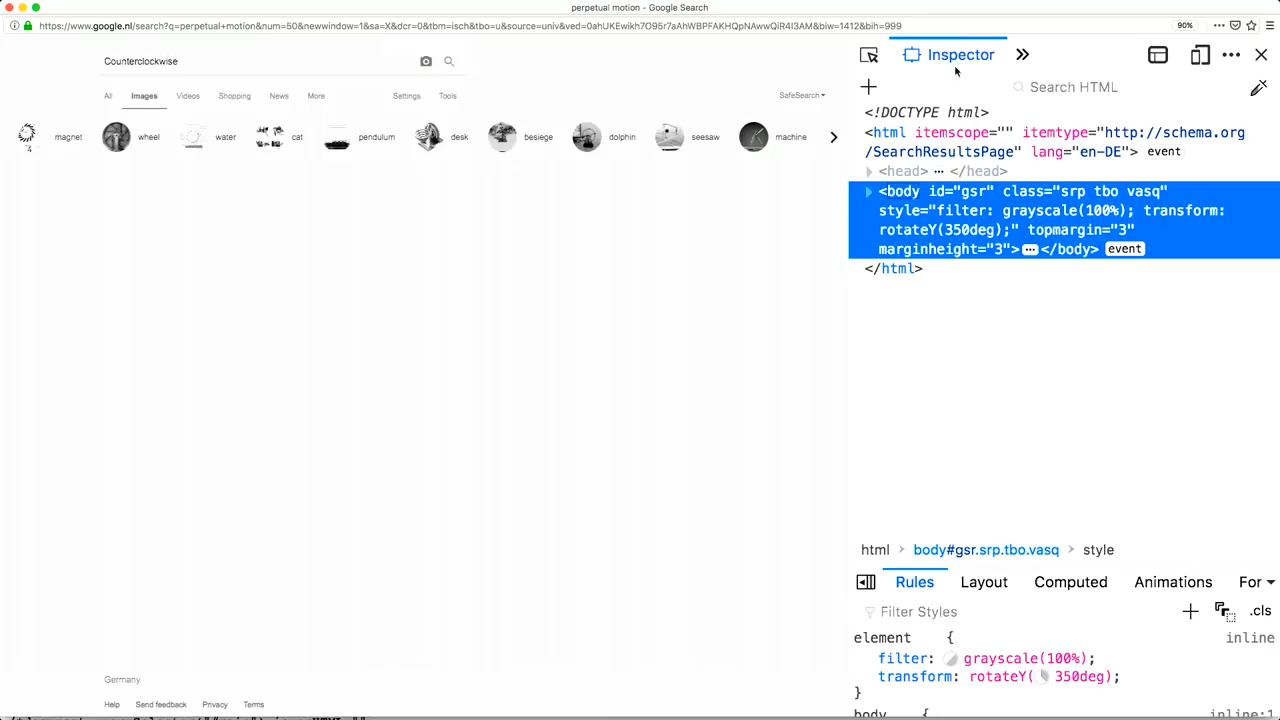 perpetual motion - Google Search
https://www.google.nl/search?q=perpetual+motion&num=50&newwindow=1&sa=X&dcr=0&tbm=isch&tbo=u&source=univ&ved=0ahUKEwikh7O95r7aAhWBPFAKHQpNAwwQiR4I3AM&biw=1412&bih=999
90%
Counterclockwise
All Images Videos Shopping News More Settings Tools SafeSearch
magnet wheel water cat pendulum desk besiege dolphin seesaw machine
Germany
Help Send feedback Privacy Terms
Inspector
Search HTML
<!DOCTYPE html>
<html itemscope="" itemtype="http://schema.org
/SearchResultsPage" lang="en-DE"> event
<head> ⋯ </head>
<body id="gsr" class="srp tbo vasq"
style="filter: grayscale(100%); transform:
rotateY(350deg);" topmargin="3"
marginheight="3">⋯</body> event
</html>
html > body#gsr.srp.tbo.vasq > style
Rules Layout Computed Animations For
Filter Styles + .cls
element { inline
filter: grayscale(100%);
transform: rotateY(350deg);
}
body { inline:1